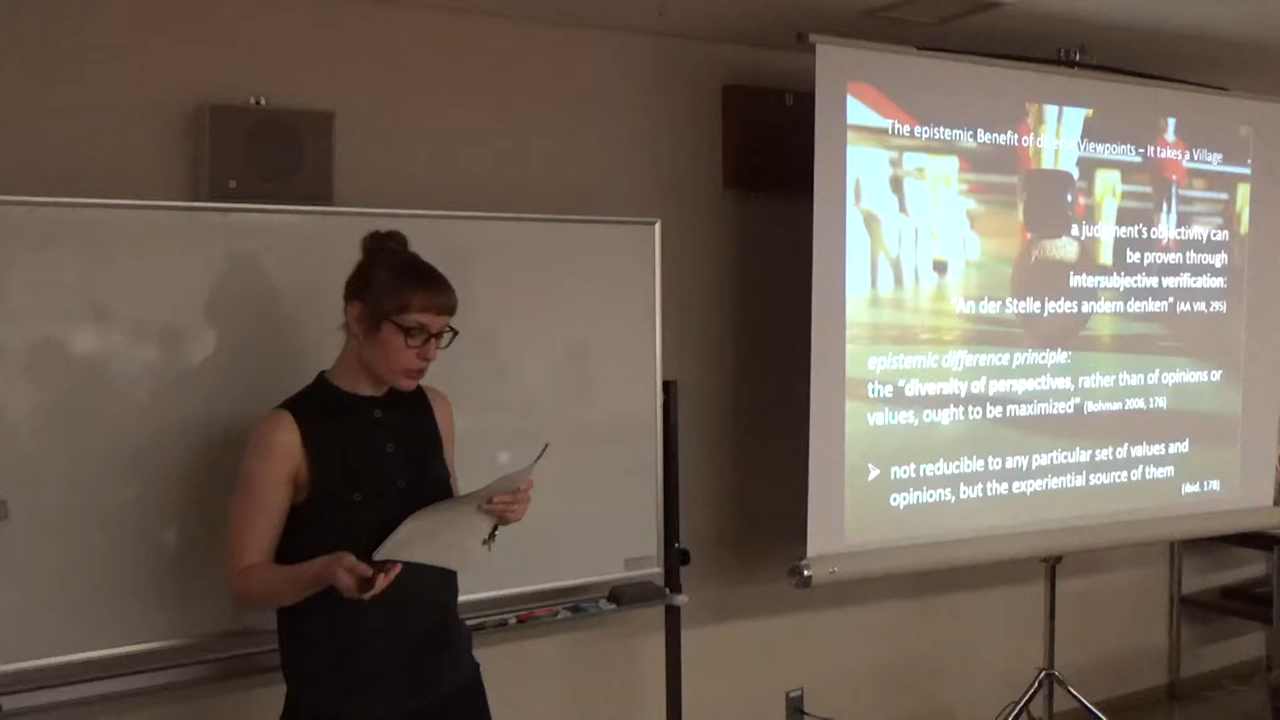 The epistemic Benefit of diverse Viewpoints – It takes a Village
a judgment's objectivity can
be proven through
intersubjective verification:
"An der Stelle jedes andern denken" (AA VIII, 295)
epistemic difference principle:
the "diversity of perspectives, rather than of opinions or
values, ought to be maximized" (Bohman 2006, 176)
➤ not reducible to any particular set of values and
opinions, but the experiential source of them
(ibid. 178)